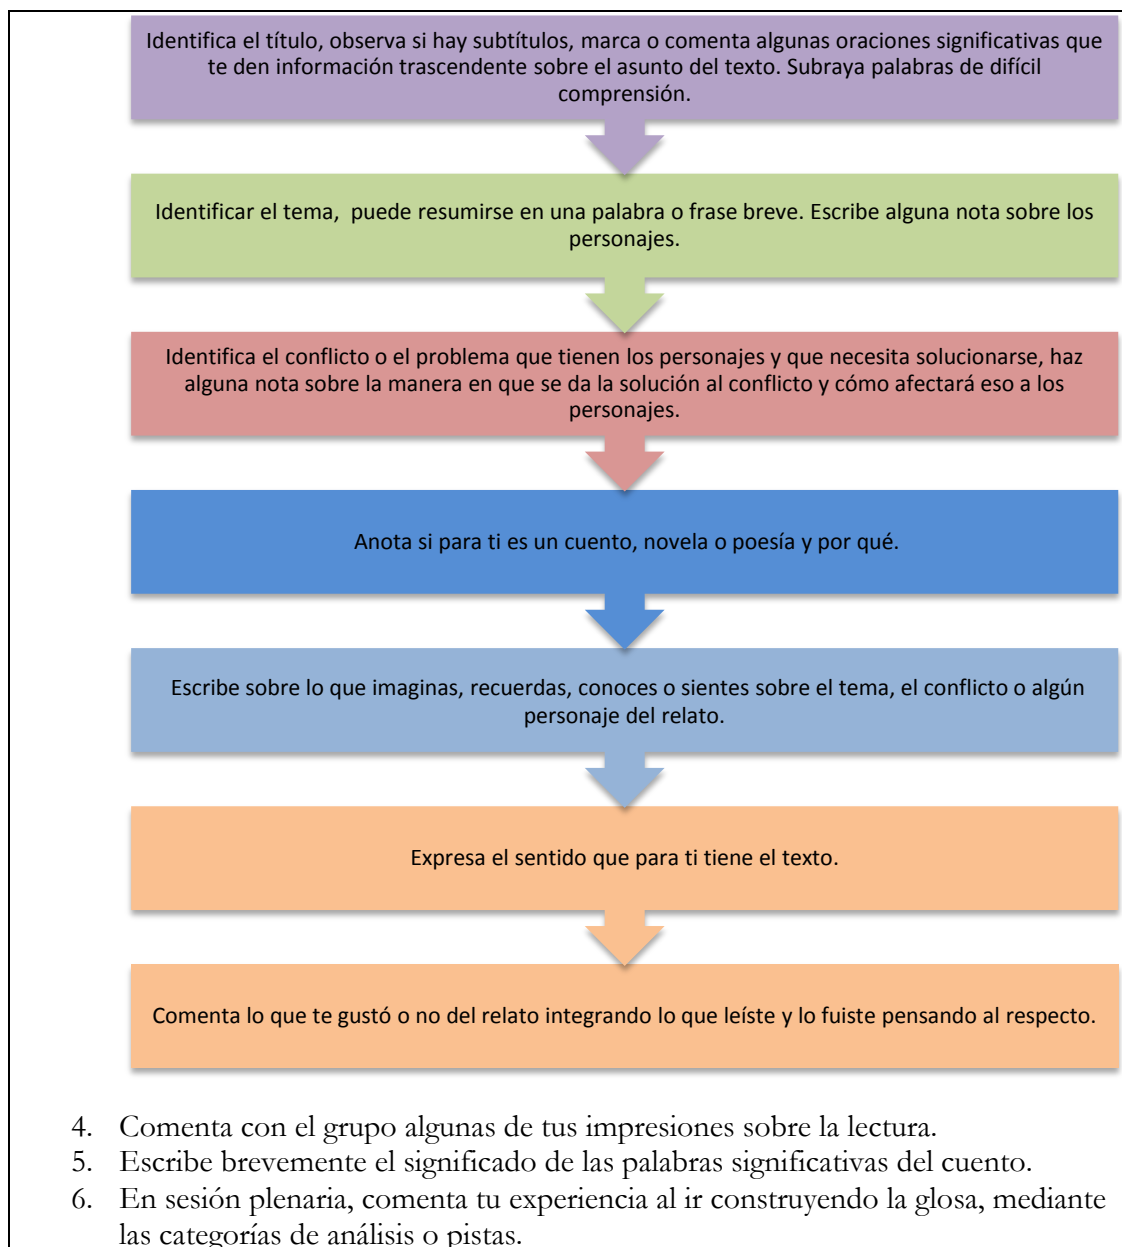 Identifica el título, observa si hay subtítulos, marca o comenta algunas oraciones significativas que
te den información trascendente sobre el asunto del texto. Subraya palabras de difícil
comprensión.
Identificar el tema, puede resumirse en una palabra o frase breve. Escribe alguna nota sobre los
personajes.
Identifica el conflicto o el problema que tienen los personajes y que necesita solucionarse, haz
alguna nota sobre la manera en que se da la solución al conflicto y cómo afectará eso a los
personajes.
Anota si para ti es un cuento, novela o poesía y por qué.
Escribe sobre lo que imaginas, recuerdas, conoces o sientes sobre el tema, el conflicto o algún
personaje del relato.
Expresa el sentido que para ti tiene el texto.
Comenta lo que te gustó o no del relato integrando lo que leíste y lo fuiste pensando al respecto.
4. Comenta con el grupo algunas de tus impresiones sobre la lectura.
5. Escribe brevemente el significado de las palabras significativas del cuento.
6. En sesión plenaria, comenta tu experiencia al ir construyendo la glosa, mediante
las categorías de análisis o pistas.